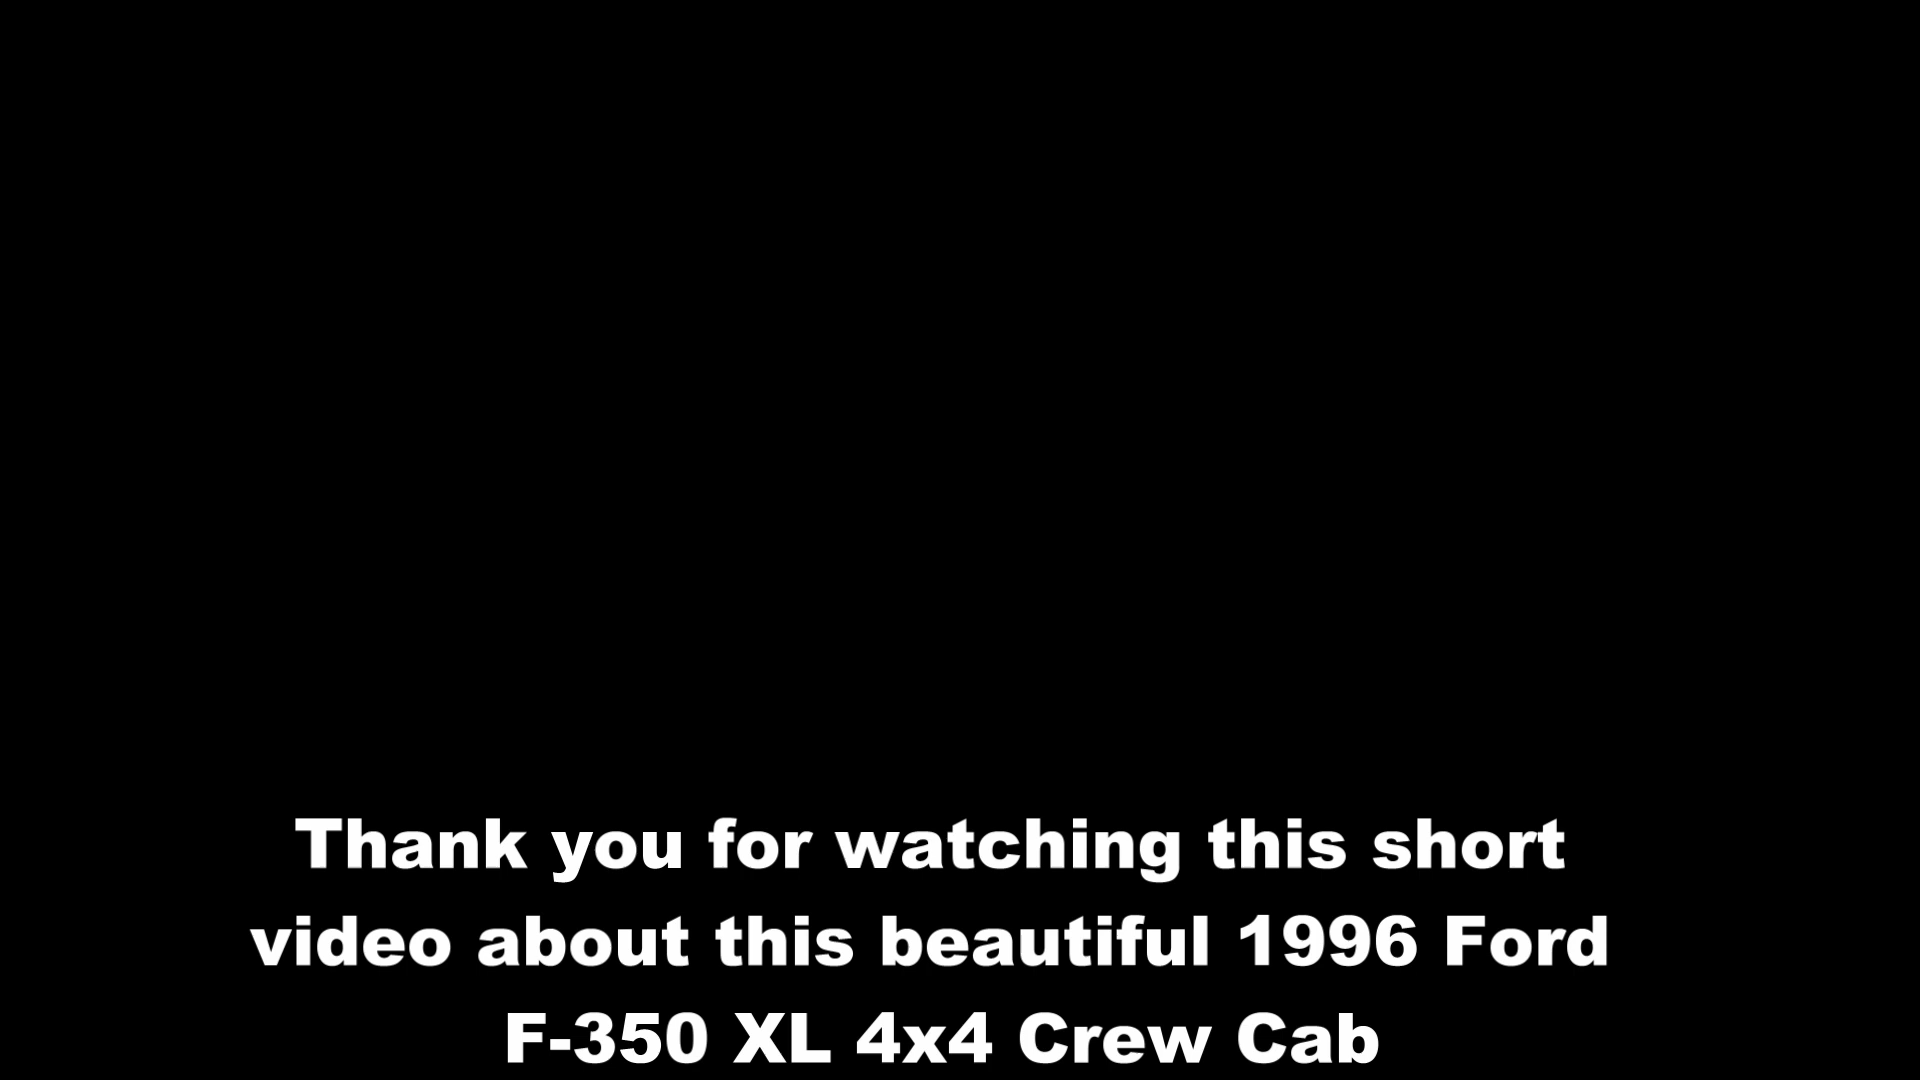 Thank you for watching this short
video about this beautiful 1996 Ford
F-350 XL 4x4 Crew Cab